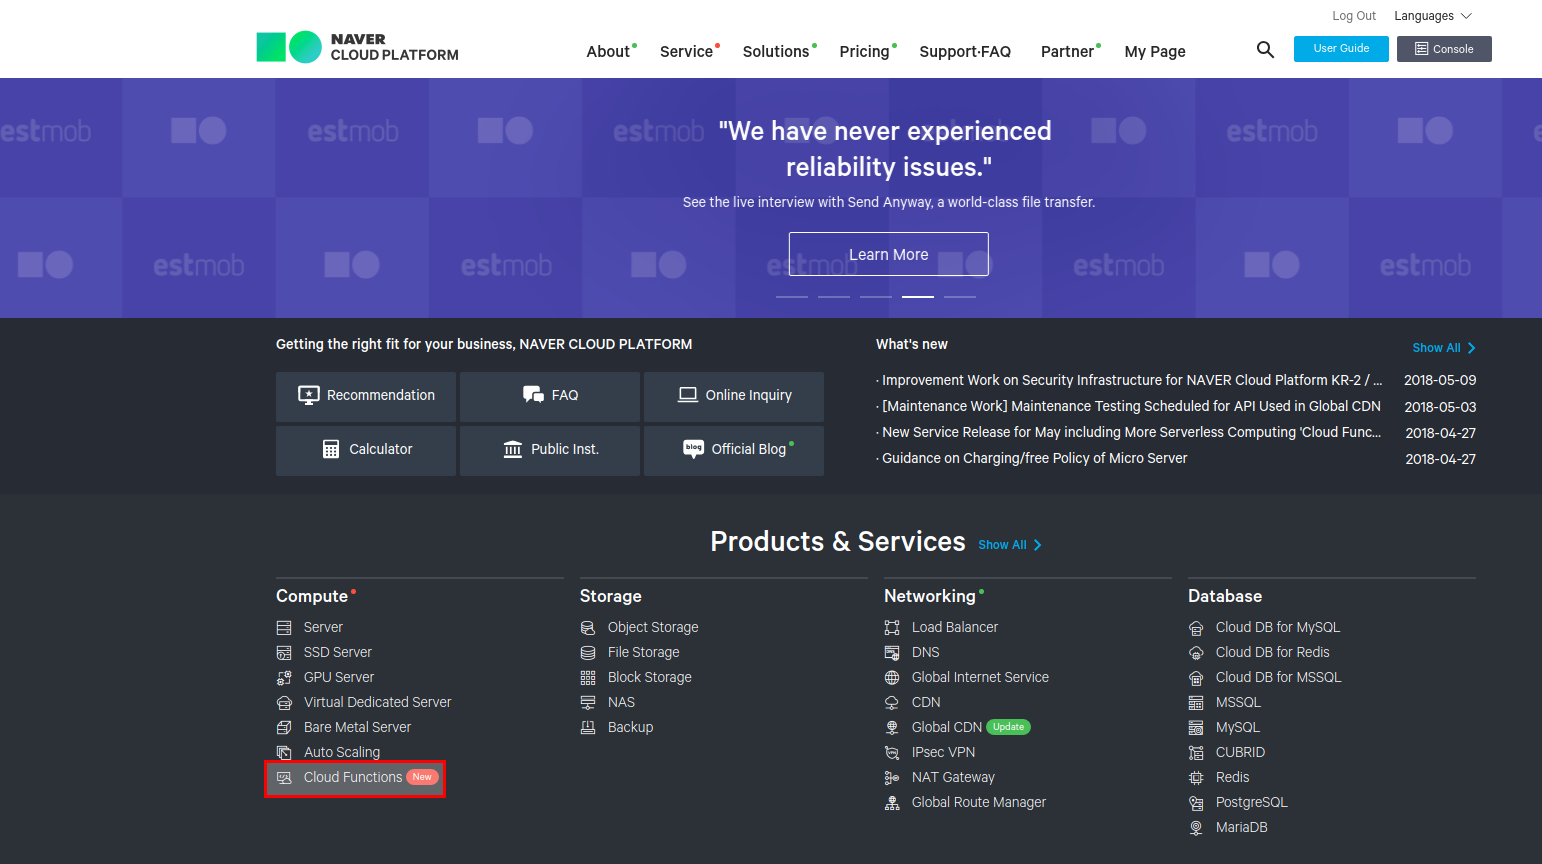 Log Out Languages
NAVER
CLOUD PLATFORM
About Service Solutions Pricing Support·FAQ Partner My Page
User Guide Console
estmob estmob estmob estmob
"We have never experienced
reliability issues."
See the live interview with Send Anyway, a world-class file transfer.
Learn More
estmob estmob estmob estmob estmob
Getting the right fit for your business, NAVER CLOUD PLATFORM
Recommendation FAQ Online Inquiry
Calculator Public Inst. blog Official Blog
What's new
Show All
· Improvement Work on Security Infrastructure for NAVER Cloud Platform KR-2 / ... 2018-05-09
· [Maintenance Work] Maintenance Testing Scheduled for API Used in Global CDN 2018-05-03
· New Service Release for May including More Serverless Computing 'Cloud Func... 2018-04-27
· Guidance on Charging/free Policy of Micro Server 2018-04-27
Products & Services Show All
Compute
Server
SSD Server
GPU Server
Virtual Dedicated Server
Bare Metal Server
Auto Scaling
Cloud Functions New
Storage
Object Storage
File Storage
Block Storage
NAS
Backup
Networking
Load Balancer
DNS
Global Internet Service
CDN
Global CDN Update
IPsec VPN
NAT Gateway
Global Route Manager
Database
Cloud DB for MySQL
Cloud DB for Redis
Cloud DB for MSSQL
MSSQL
MySQL
CUBRID
Redis
PostgreSQL
MariaDB